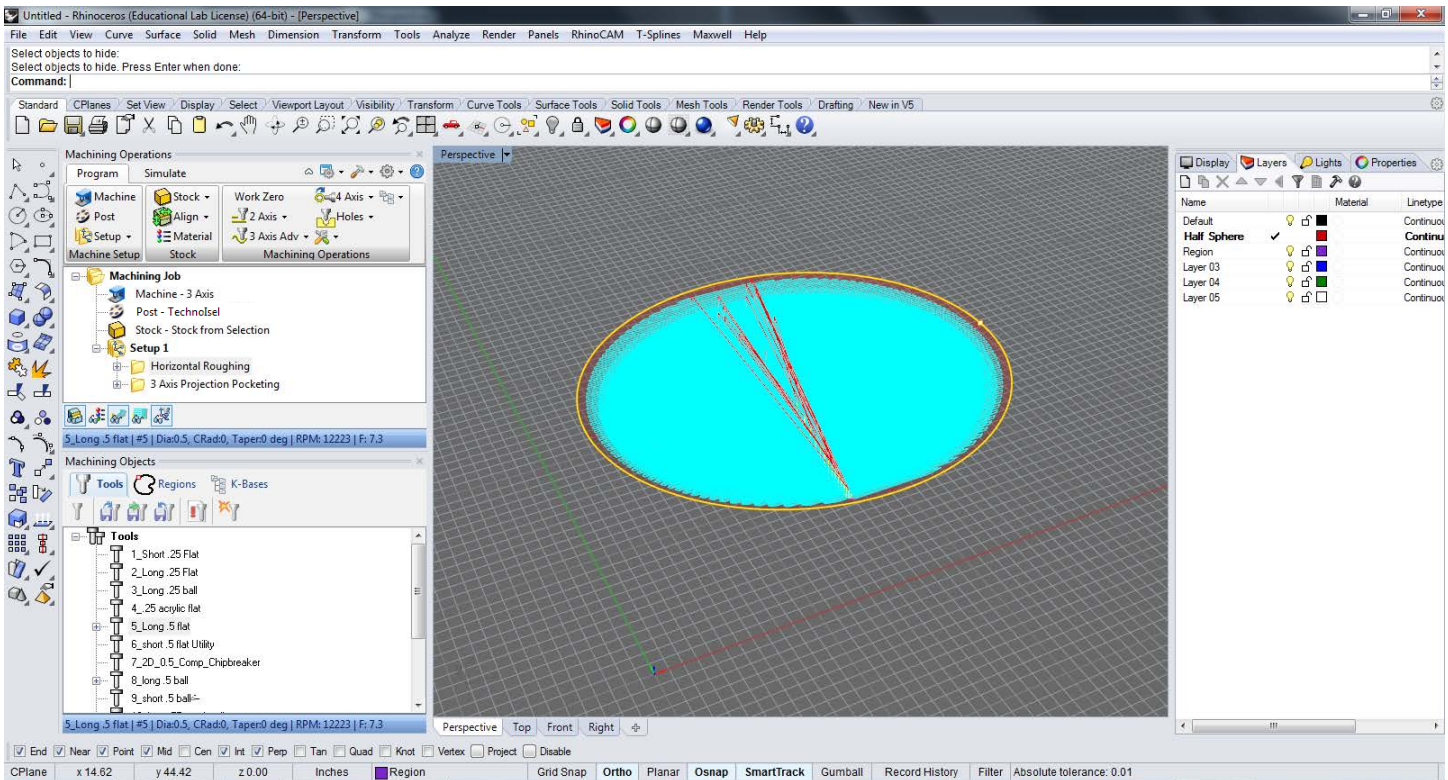 Untitled - Rhinoceros (Educational Lab License) (64-bit) - [Perspective]
File Edit View Curve Surface Solid Mesh Dimension Transform Tools Analyze Render Panels RhinoCAM T-Splines Maxwell Help
Select objects to hide:
Select objects to hide. Press Enter when done:
Command:
Standard CPlanes Set View Display Select Viewport Layout Visibility Transform Curve Tools Surface Tools Solid Tools Mesh Tools Render Tools Drafting New in V5
Machining Operations
Program Simulate
Machine Stock Work Zero 4 Axis
Post Align 2 Axis Holes
Setup Material 3 Axis Adv
Machine Setup Stock Machining Operations
Machining Job
Machine - 3 Axis
Post - TechnoIsel
Stock - Stock from Selection
Setup 1
Horizontal Roughing
3 Axis Projection Pocketing
5_Long .5 flat | #5 | Dia:0.5, CRad:0, Taper:0 deg | RPM: 12223 | F: 7.3
Machining Objects
Tools Regions K-Bases
Tools
1_Short .25 Flat
2_Long .25 Flat
3_Long .25 ball
4_.25 acrylic flat
5_Long .5 flat
6_short .5 flat Utility
7_2D_0.5_Comp_Chipbreaker
8_long .5 ball
9_short .5 ball
5_Long .5 flat | #5 | Dia:0.5, CRad:0, Taper:0 deg | RPM: 12223 | F: 7.3
Perspective
Perspective Top Front Right
Display Layers Lights Properties
Name Material Linetype
Default Continuou
Half Sphere Continu
Region Continuou
Layer 03 Continuou
Layer 04 Continuou
Layer 05 Continuou
End Near Point Mid Cen Int Perp Tan Quad Knot Vertex Project Disable
CPlane x 14.62 y 44.42 z 0.00 Inches Region Grid Snap Ortho Planar Osnap SmartTrack Gumball Record History Filter Absolute tolerance: 0.01